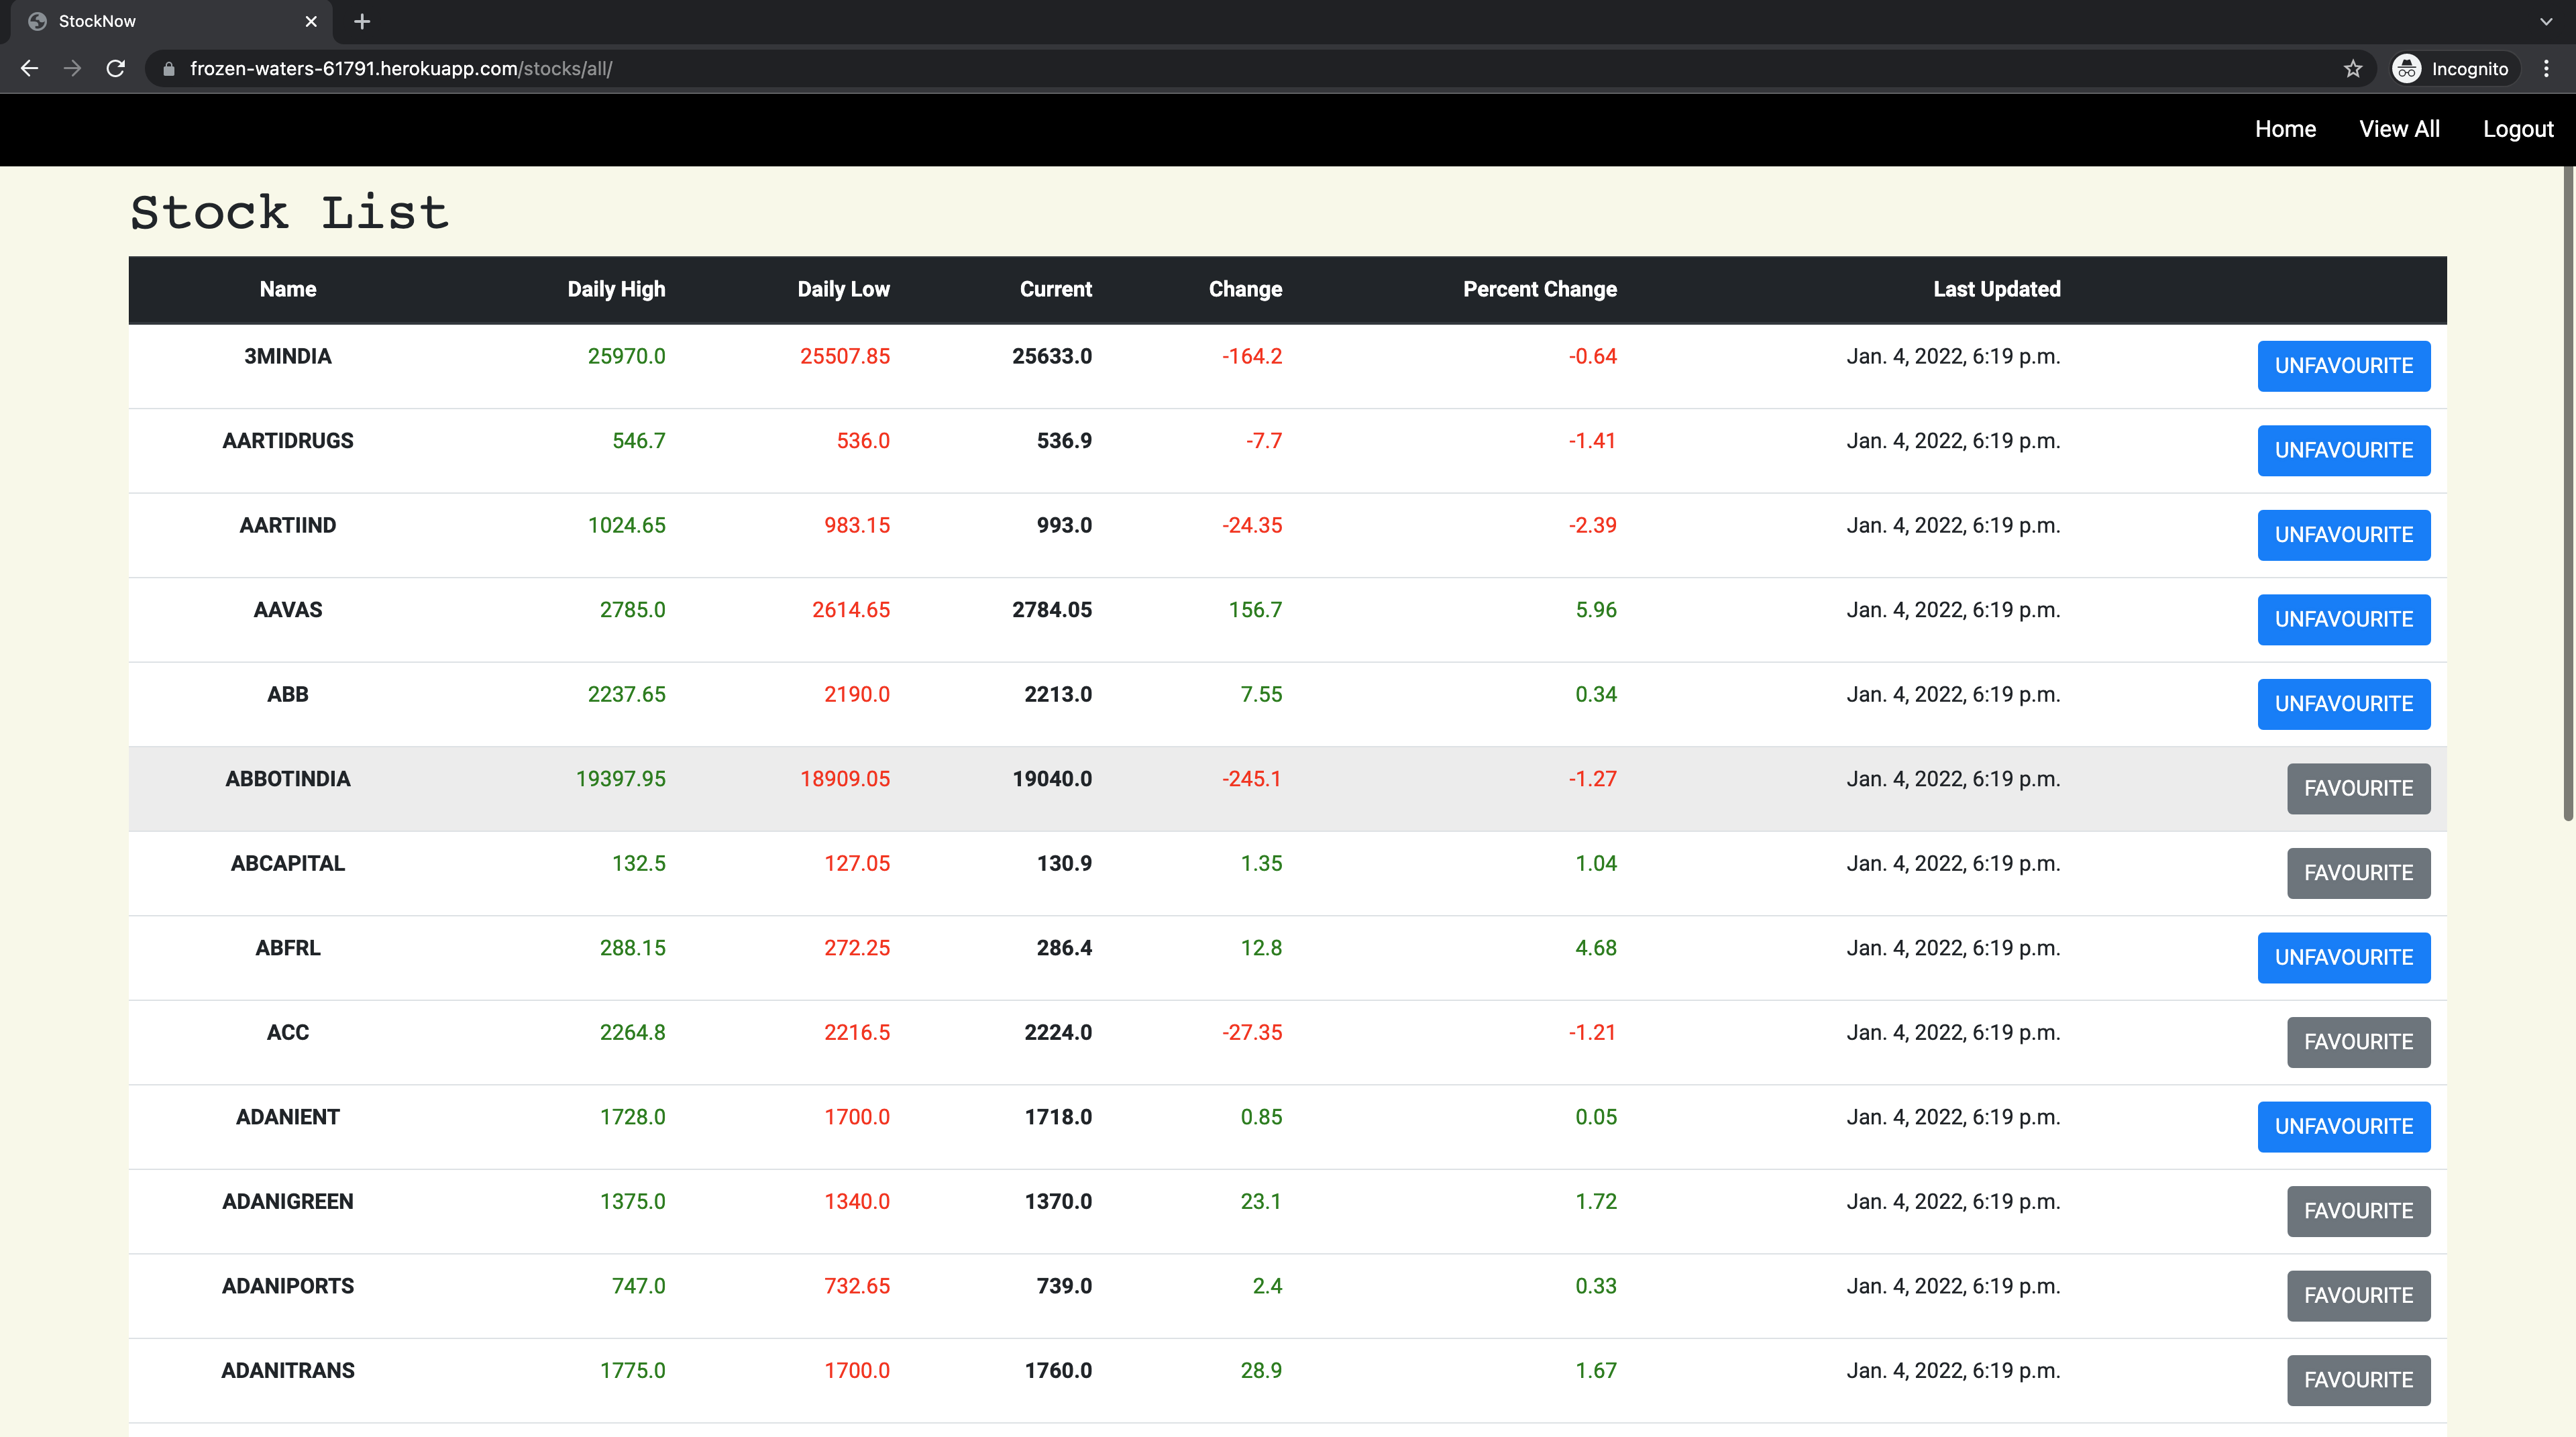 StockNow
frozen-waters-61791.herokuapp.com/stocks/all/
Incognito
Home View All Logout
Stock List
Name Daily High Daily Low Current Change Percent Change Last Updated
3MINDIA 25970.0 25507.85 25633.0 -164.2 -0.64 Jan. 4, 2022, 6:19 p.m. UNFAVOURITE
AARTIDRUGS 546.7 536.0 536.9 -7.7 -1.41 Jan. 4, 2022, 6:19 p.m. UNFAVOURITE
AARTIIND 1024.65 983.15 993.0 -24.35 -2.39 Jan. 4, 2022, 6:19 p.m. UNFAVOURITE
AAVAS 2785.0 2614.65 2784.05 156.7 5.96 Jan. 4, 2022, 6:19 p.m. UNFAVOURITE
ABB 2237.65 2190.0 2213.0 7.55 0.34 Jan. 4, 2022, 6:19 p.m. UNFAVOURITE
ABBOTINDIA 19397.95 18909.05 19040.0 -245.1 -1.27 Jan. 4, 2022, 6:19 p.m. FAVOURITE
ABCAPITAL 132.5 127.05 130.9 1.35 1.04 Jan. 4, 2022, 6:19 p.m. FAVOURITE
ABFRL 288.15 272.25 286.4 12.8 4.68 Jan. 4, 2022, 6:19 p.m. UNFAVOURITE
ACC 2264.8 2216.5 2224.0 -27.35 -1.21 Jan. 4, 2022, 6:19 p.m. FAVOURITE
ADANIENT 1728.0 1700.0 1718.0 0.85 0.05 Jan. 4, 2022, 6:19 p.m. UNFAVOURITE
ADANIGREEN 1375.0 1340.0 1370.0 23.1 1.72 Jan. 4, 2022, 6:19 p.m. FAVOURITE
ADANIPORTS 747.0 732.65 739.0 2.4 0.33 Jan. 4, 2022, 6:19 p.m. FAVOURITE
ADANITRANS 1775.0 1700.0 1760.0 28.9 1.67 Jan. 4, 2022, 6:19 p.m. FAVOURITE